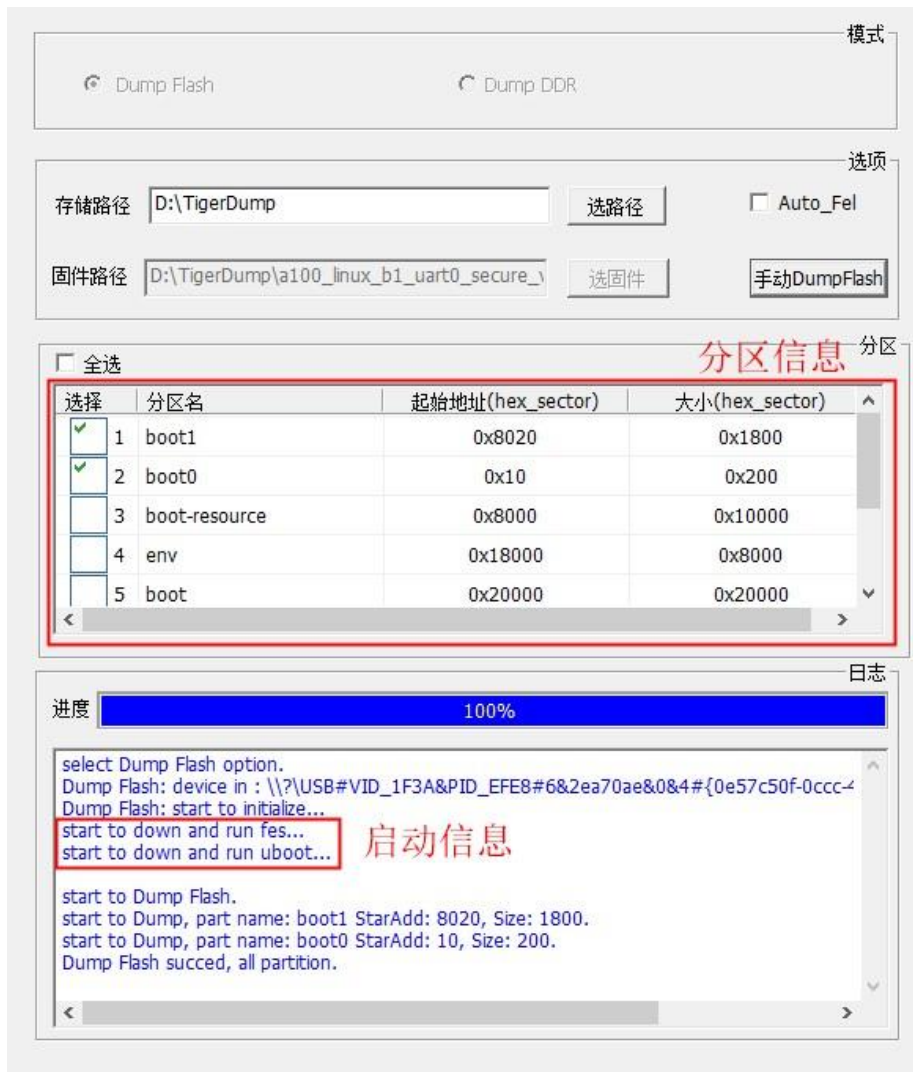 模式
Dump Flash Dump DDR
选项
存储路径 D:\TigerDump 选路径 Auto_Fel
固件路径 D:\TigerDump\a100_linux_b1_uart0_secure_ 选固件 手动DumpFlash
分区信息 分区
全选
选择 分区名 起始地址(hex_sector) 大小(hex_sector)
1 boot1 0x8020 0x1800
2 boot0 0x10 0x200
3 boot-resource 0x8000 0x10000
4 env 0x18000 0x8000
5 boot 0x20000 0x20000
日志
进度 100%
select Dump Flash option.
Dump Flash: device in : \\?\USB#VID_1F3A&PID_EFE8#6&2ea70ae&0&4#{0e57c50f-0ccc-4
Dump Flash: start to initialize...
start to down and run fes...
start to down and run uboot... 启动信息
start to Dump Flash.
start to Dump, part name: boot1 StarAdd: 8020, Size: 1800.
start to Dump, part name: boot0 StarAdd: 10, Size: 200.
Dump Flash succed, all partition.